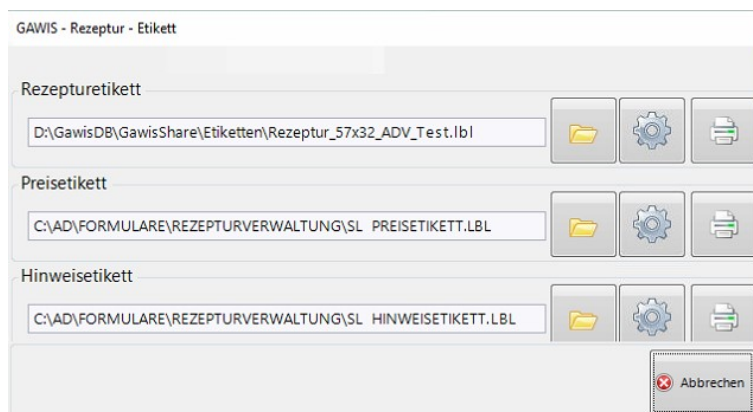 GAWIS - Rezeptur - Etikett
Rezepturetikett
D:\GawisDB\GawisShare\Etiketten\Rezeptur_57x32_ADV_Test.lbl
Preisetikett
C:\AD\FORMULARE\REZEPTURVERWALTUNG\SL PREISETIKETT.LBL
Hinweisetikett
C:\AD\FORMULARE\REZEPTURVERWALTUNG\SL HINWEISETIKETT.LBL
Abbrechen